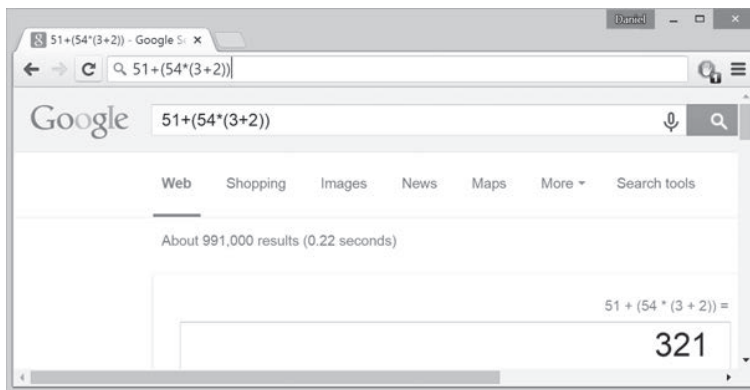 Daniel
51+(54*(3+2)) - Google Se
51+(54*(3+2))
Google 51+(54*(3+2))
Web Shopping Images News Maps More Search tools
About 991,000 results (0.22 seconds)
51 + (54 * (3 + 2)) =
321